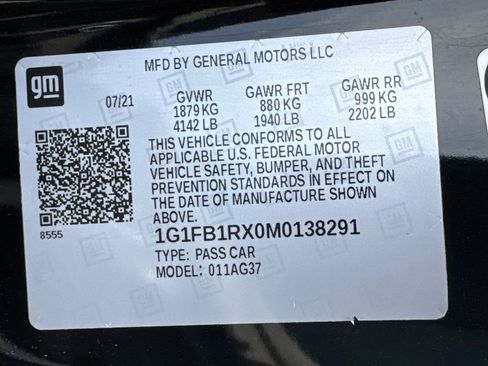 gm
MFD BY GENERAL MOTORS LLC
07/21 GVWR GAWR FRT GAWR RR
1879 KG 880 KG 999 KG
4142 LB 1940 LB 2202 LB
THIS VEHICLE CONFORMS TO ALL
APPLICABLE U.S. FEDERAL MOTOR
VEHICLE SAFETY, BUMPER, AND THEFT
PREVENTION STANDARDS IN EFFECT ON
THE DATE OF MANUFACTURE SHOWN
ABOVE.
8555
1G1FB1RX0M0138291
TYPE: PASS CAR
MODEL: 011AG37